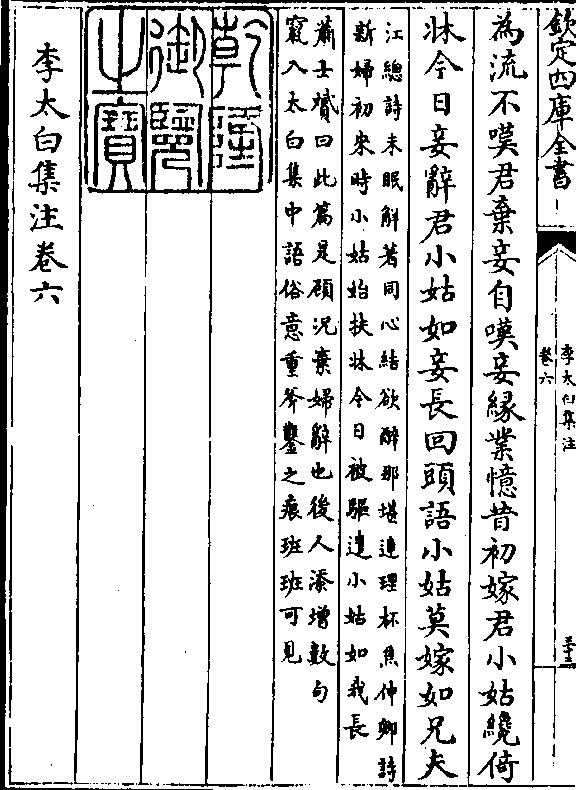 欽定四庫全書
李太白集注
卷六
三十三
為流不嘆君棄妾自嘆妾緣業憶昔初嫁君小姑纔倚
牀今日妾辭君小姑如妾長回頭語小姑莫嫁如兄夫
江總詩未眠解著同心結欲醉那堪連理杯焦仲卿詩
新婦初來時小姑始扶牀今日被驅遣小姑如我長
蕭士贇曰此篇是顧況棄婦辭也後人添增數句
竄入太白集中語俗意重斧鑿之痕班班可見
乾隆御覽之寶
李太白集注卷六